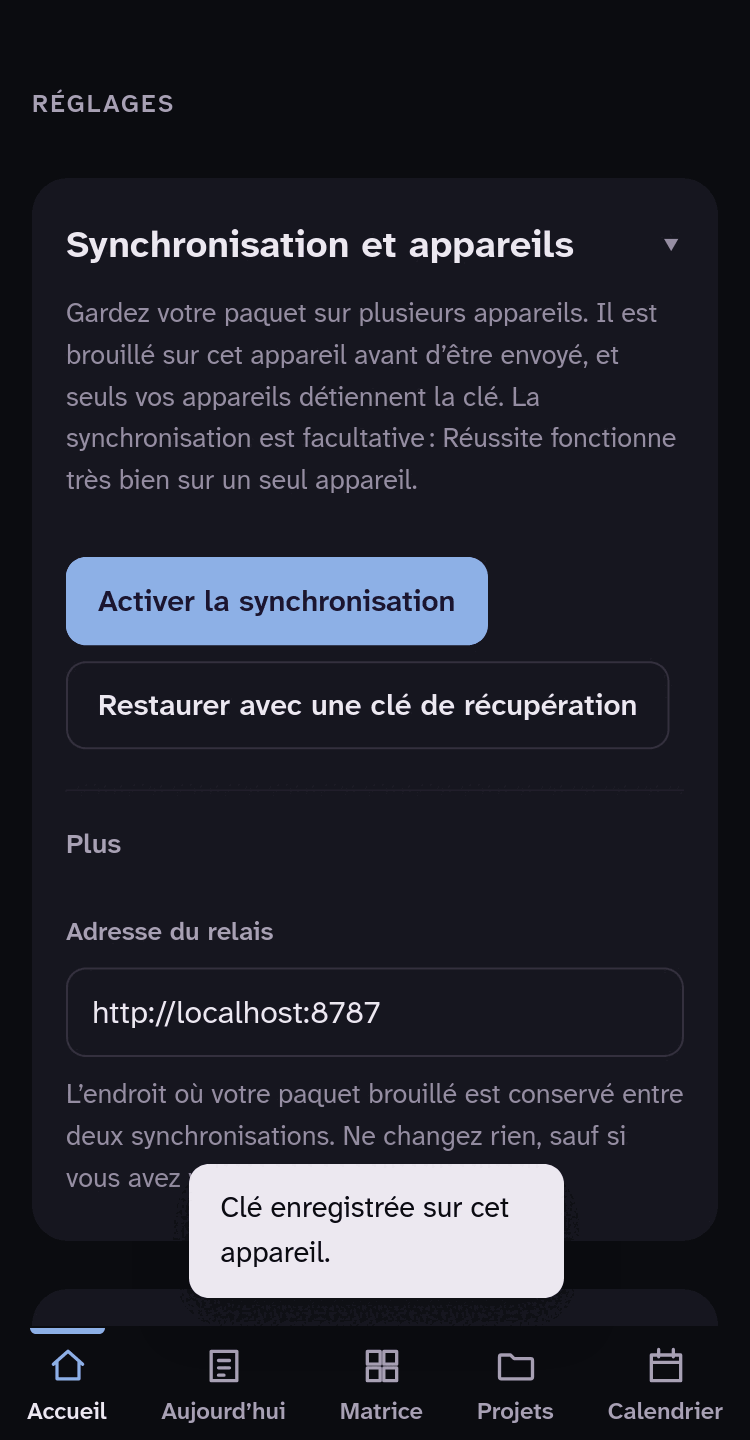 RÉGLAGES
Synchronisation et appareils
Gardez votre paquet sur plusieurs appareils. Il est
brouillé sur cet appareil avant d’être envoyé, et
seuls vos appareils détiennent la clé. La
synchronisation est facultative : Réussite fonctionne
très bien sur un seul appareil.
Activer la synchronisation
Restaurer avec une clé de récupération
Plus
Adresse du relais
http://localhost:8787
L’endroit où votre paquet brouillé est conservé entre
deux synchronisations. Ne changez rien, sauf si
vous avez
Clé enregistrée sur cet
appareil.
Accueil
Aujourd’hui
Matrice
Projets
Calendrier